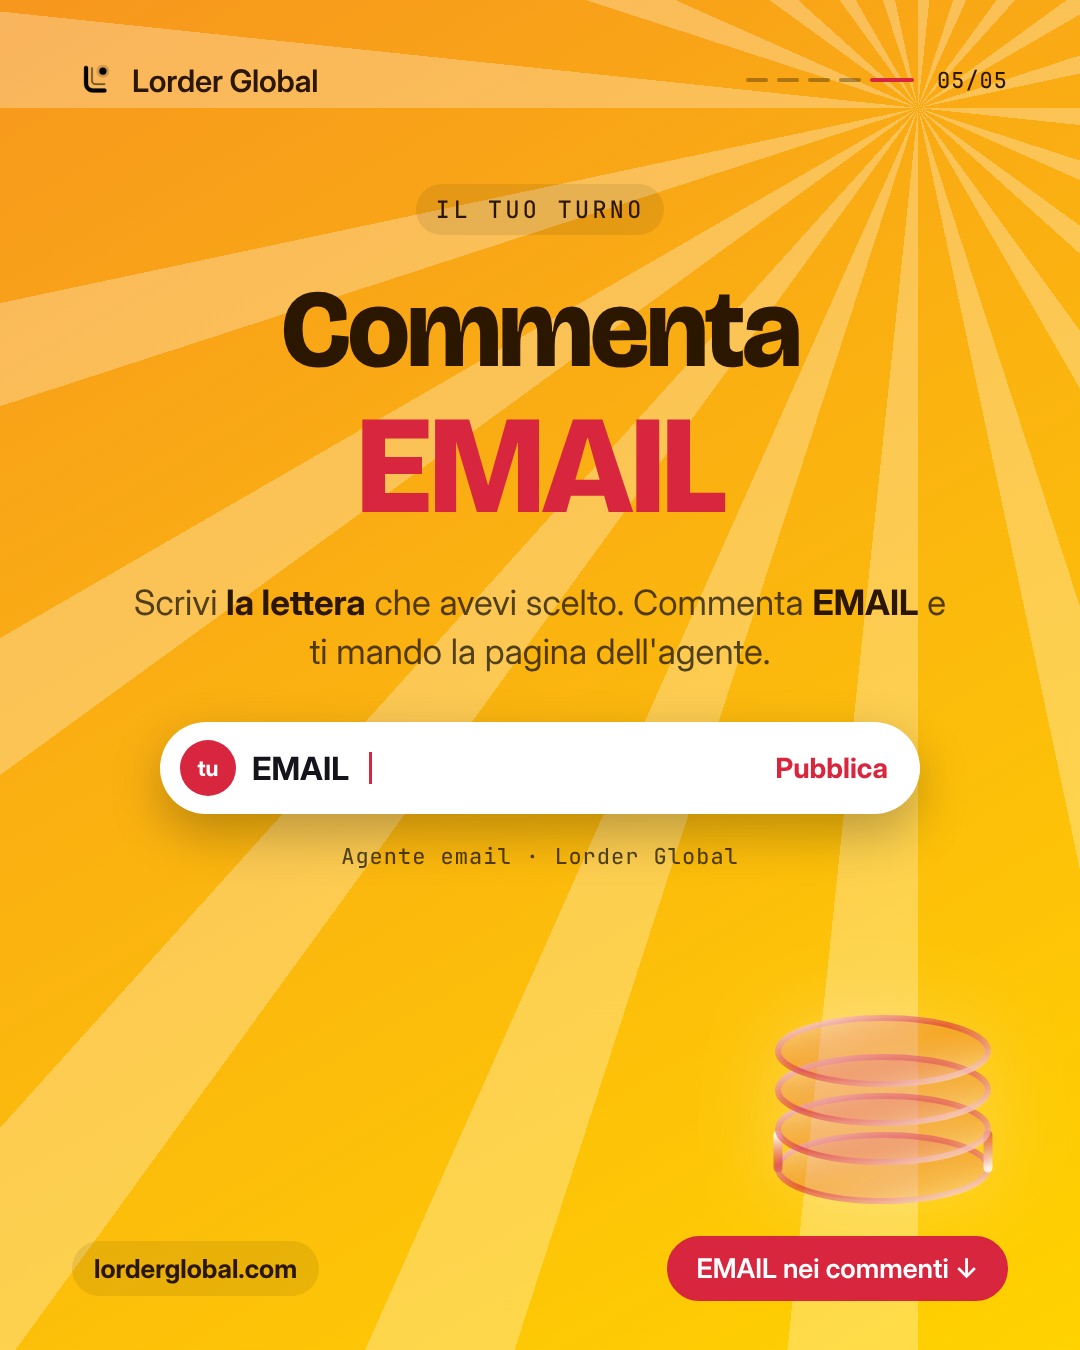 Lorder Global
05/05
IL TUO TURNO
Commenta
EMAIL
Scrivi la lettera che avevi scelto. Commenta EMAIL e
ti mando la pagina dell'agente.
tu EMAIL Pubblica
Agente email · Lorder Global
lorderglobal.com
EMAIL nei commenti ↓